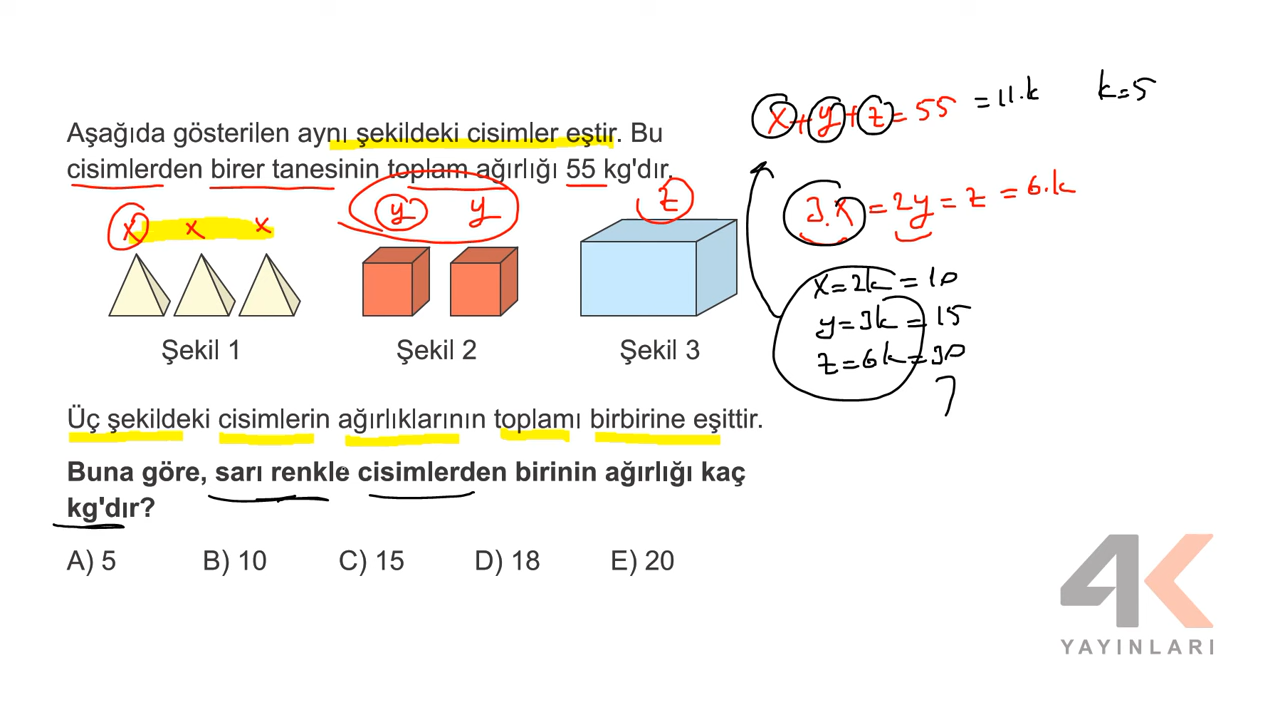 Aşağıda gösterilen aynı şekildeki cisimler eştir. Bu
cisimlerden birer tanesinin toplam ağırlığı 55 kg'dır.
x x x y y z
Şekil 1 Şekil 2 Şekil 3
Üç şekildeki cisimlerin ağırlıklarının toplamı birbirine eşittir.
Buna göre, sarı renkle cisimlerden birinin ağırlığı kaç
kg'dır?
A) 5 B) 10 C) 15 D) 18 E) 20
x+y+z=55 =11.k k=5
3.x=2y=z=6.k
x=2k=10
y=3k=15
z=6k=30
4K
YAYINLARI